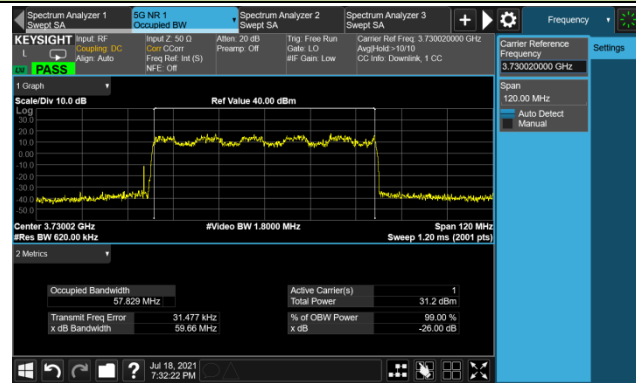 Spectrum Analyzer 1
Swept SA
5G NR 1
Occupied BW
Spectrum Analyzer 2
Swept SA
Spectrum Analyzer 3
Swept SA
+
Frequency
KEYSIGHT
L
PASS
Input: RF
Coupling: DC
Align: Auto
Input Z: 50 Ω
Corr CCorr
Freq Ref: Int (S)
NFE: Off
Atten: 20 dB
Preamp: Off
Trig: Free Run
Gate: LO
#IF Gain: Low
Carrier Ref Freq: 3.730020000 GHz
Avg|Hold:>10/10
CC Info: Downlink, 1 CC
Carrier Reference
Frequency
3.730020000 GHz
Settings
Span
120.00 MHz
Auto Detect
Manual
1 Graph
Scale/Div 10.0 dB
Ref Value 40.00 dBm
Log
30.0
20.0
10.0
0.00
-10.0
-20.0
-30.0
-40.0
-50.0
Center 3.73002 GHz
#Video BW 1.8000 MHz
Span 120 MHz
#Res BW 620.00 kHz
Sweep 1.20 ms (2001 pts)
2 Metrics
Occupied Bandwidth
57.829 MHz
Active Carrier(s) 1
Total Power 31.2 dBm
Transmit Freq Error 31.477 kHz
x dB Bandwidth 59.66 MHz
% of OBW Power 99.00 %
x dB -26.00 dB
?
Jul 18, 2021
7:32:22 PM